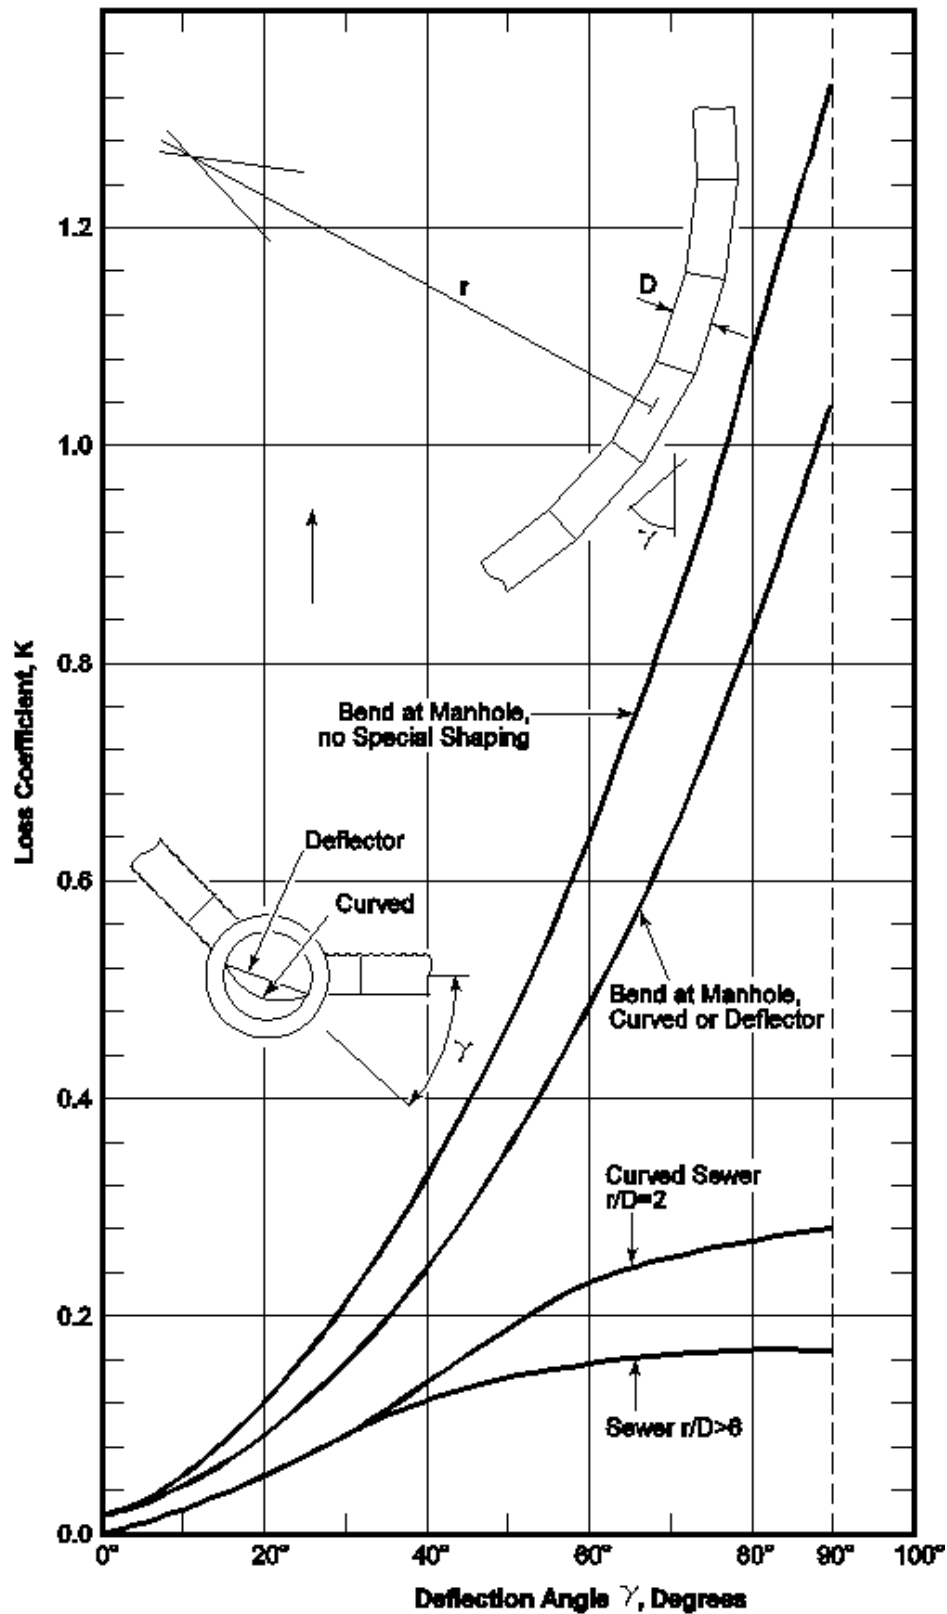 1.2
r
D
1.0
γ
Loss Coefficient, K
0.8
Bend at Manhole,
no Special Shaping
Deflector
0.6
Curved
Bend at Manhole,
Curved or Deflector
γ
0.4
Curved Sewer
r/D=2
0.2
Sewer r/D>6
0.0
0° 20° 40° 60° 80° 90° 100°
Deflection Angle γ, Degrees